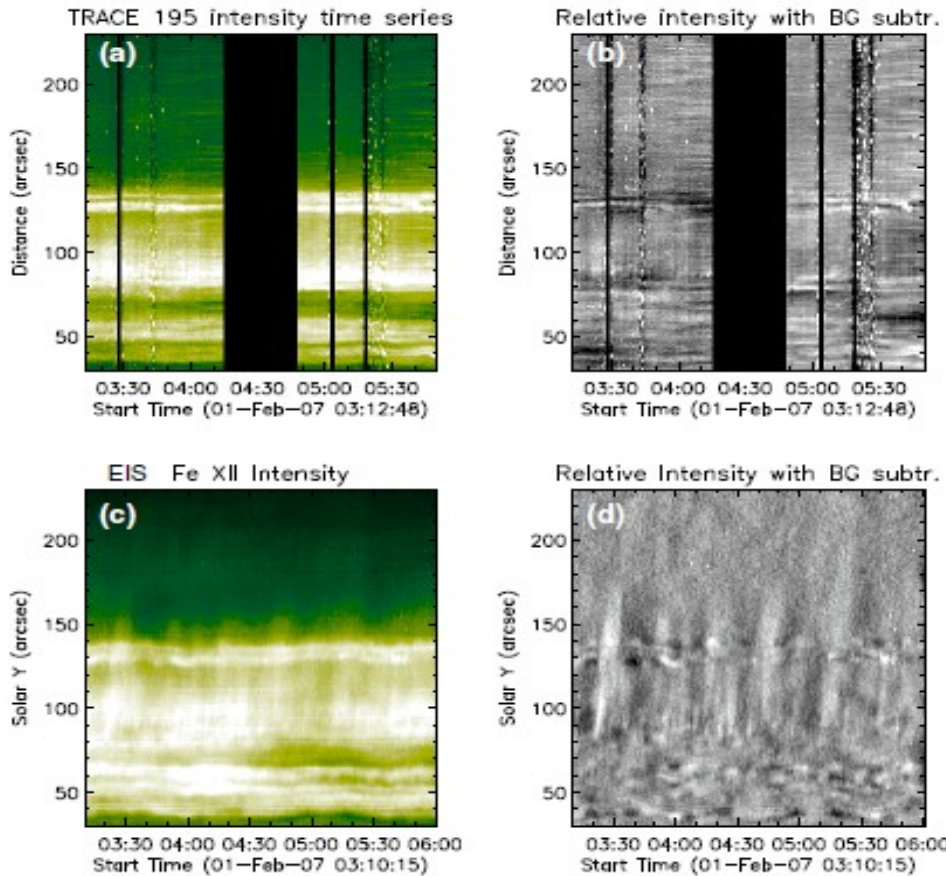 TRACE 195 intensity time series
Relative intensity with BG subtr.
(a)
(b)
Distance (arcsec)
200
150
100
50
Distance (arcsec)
200
150
100
50
03:30 04:00 04:30 05:00 05:30
Start Time (01-Feb-07 03:12:48)
03:30 04:00 04:30 05:00 05:30
Start Time (01-Feb-07 03:12:48)
EIS Fe XII Intensity
Relative Intensity with BG subtr.
(c)
(d)
Solar Y (arcsec)
200
150
100
50
Solar Y (arcsec)
200
150
100
50
03:30 04:00 04:30 05:00 05:30 06:00
Start Time (01-Feb-07 03:10:15)
03:30 04:00 04:30 05:00 05:30 06:00
Start Time (01-Feb-07 03:10:15)